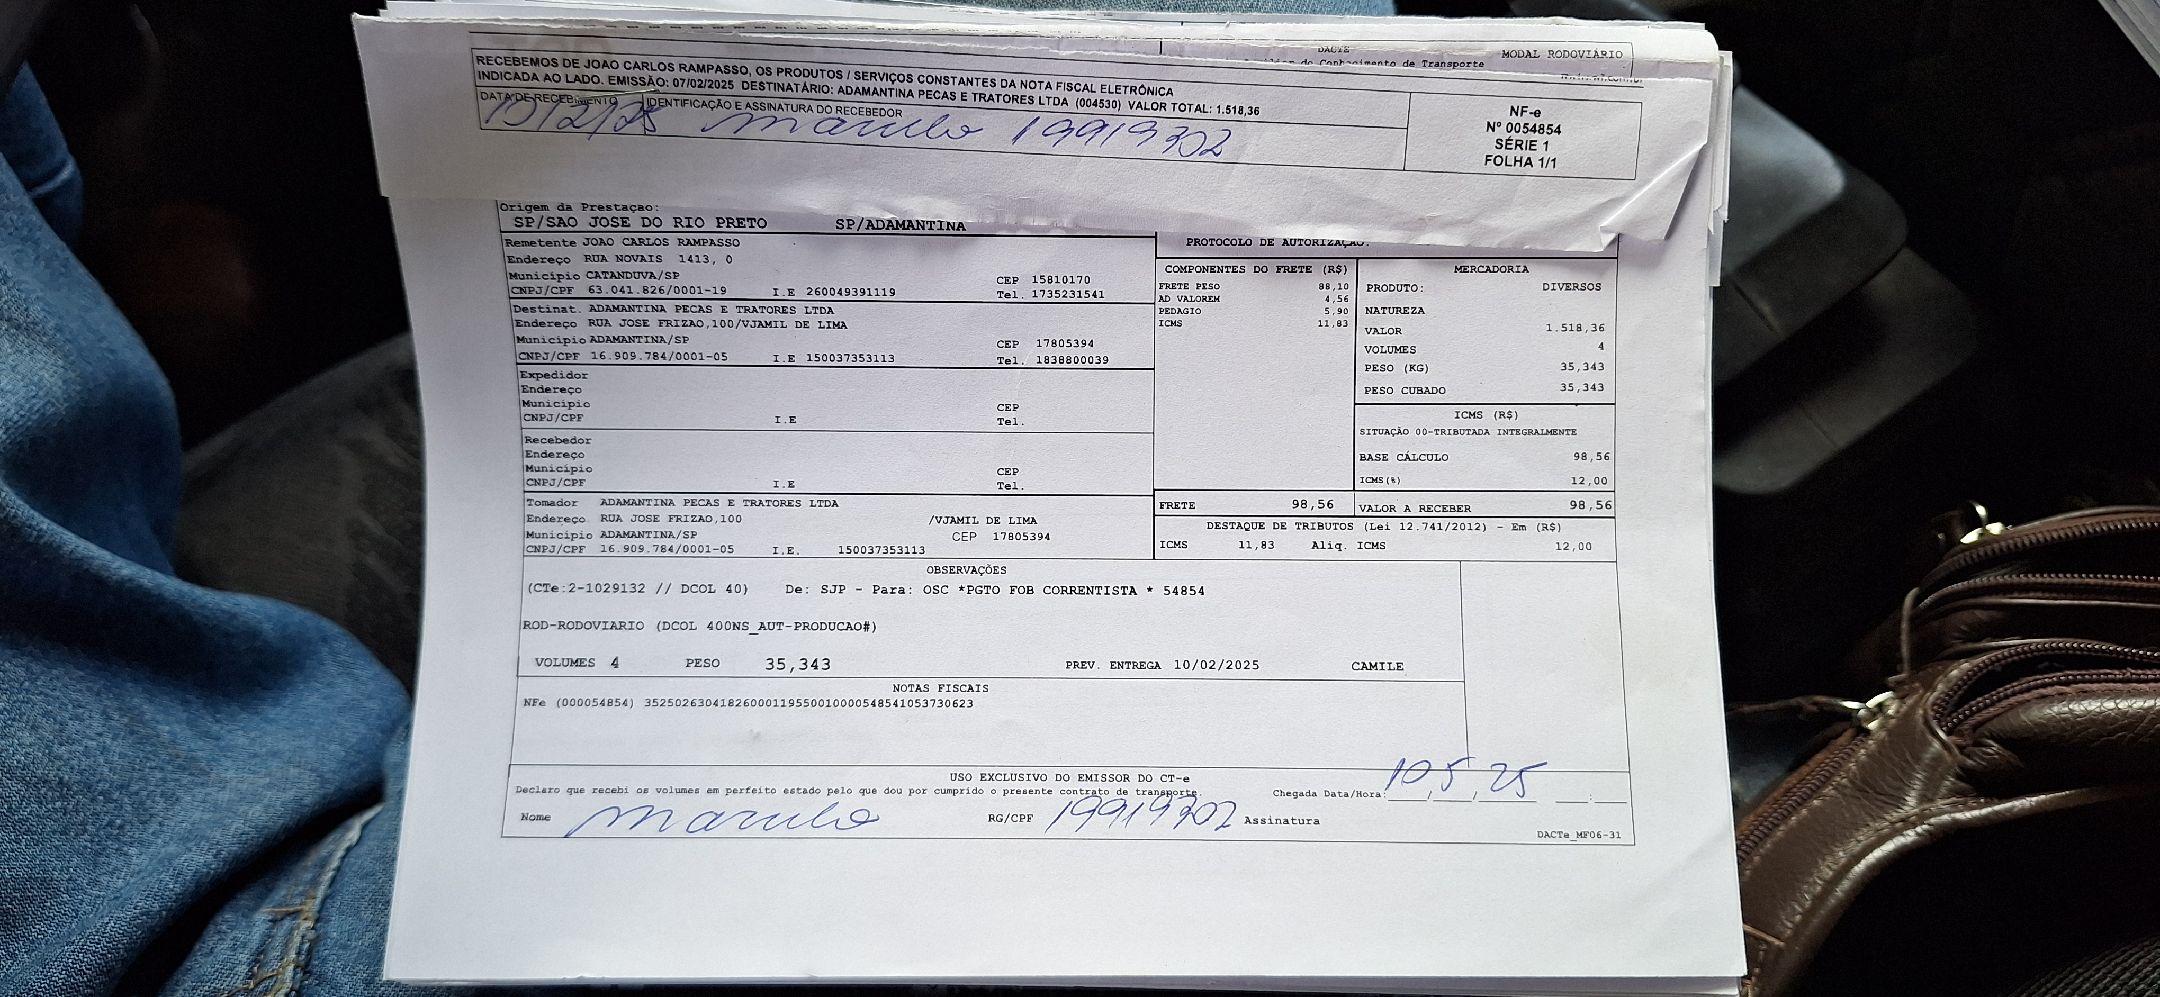 DACTE
MODAL RODOVIÁRIO
de Conhecimento de Transporte
RECEBEMOS DE JOAO CARLOS RAMPASSO, OS PRODUTOS / SERVIÇOS CONSTANTES DA NOTA FISCAL ELETRÔNICA
INDICADA AO LADO. EMISSÃO: 07/02/2025 DESTINATÁRIO: ADAMANTINA PECAS E TRATORES LTDA (004530) VALOR TOTAL: 1.518,36
DATA DE RECEBIMENTO IDENTIFICAÇÃO E ASSINATURA DO RECEBEDOR
19919302
NF-e
Nº 0054854
SÉRIE 1
FOLHA 1/1
Origem da Prestação:
SP/SAO JOSE DO RIO PRETO SP/ADAMANTINA
Remetente JOAO CARLOS RAMPASSO
Endereço RUA NOVAIS 1413, 0
Município CATANDUVA/SP CEP 15810170
CNPJ/CPF 63.041.826/0001-19 I.E 260049391119 Tel. 1735231541
Destinat. ADAMANTINA PECAS E TRATORES LTDA
Endereço RUA JOSE FRIZAO,100/VJAMIL DE LIMA
Município ADAMANTINA/SP CEP 17805394
CNPJ/CPF 16.909.784/0001-05 I.E 150037353113 Tel. 1838800039
Expedidor
Endereço
Município CEP
CNPJ/CPF I.E Tel.
Recebedor
Endereço
Município CEP
CNPJ/CPF I.E Tel.
Tomador ADAMANTINA PECAS E TRATORES LTDA
Endereço RUA JOSE FRIZAO,100 /VJAMIL DE LIMA
Município ADAMANTINA/SP CEP 17805394
CNPJ/CPF 16.909.784/0001-05 I.E. 150037353113
PROTOCOLO DE AUTORIZAÇÃO:
COMPONENTES DO FRETE (R$)
FRETE PESO 88,10
AD VALOREM 4,56
PEDAGIO 5,90
ICMS 11,83
MERCADORIA
PRODUTO: DIVERSOS
NATUREZA
VALOR 1.518,36
VOLUMES 4
PESO (KG) 35,343
PESO CUBADO 35,343
ICMS (R$)
SITUAÇÃO 00-TRIBUTADA INTEGRALMENTE
BASE CÁLCULO 98,56
ICMS(%) 12,00
FRETE 98,56 VALOR A RECEBER 98,56
DESTAQUE DE TRIBUTOS (Lei 12.741/2012) - Em (R$)
ICMS 11,83 Aliq. ICMS 12,00
OBSERVAÇÕES
(CTe:2-1029132 // DCOL 40) De: SJP - Para: OSC *PGTO FOB CORRENTISTA * 54854
ROD-RODOVIARIO (DCOL 400NS_AUT-PRODUCAO#)
VOLUMES 4 PESO 35,343 PREV. ENTREGA 10/02/2025 CAMILE
NOTAS FISCAIS
NFe (000054854) 35250263041826000119550010000548541053730623
USO EXCLUSIVO DO EMISSOR DO CT-e
Declaro que recebi os volumes em perfeito estado pelo que dou por cumprido o presente contrato de transporte. Chegada Data/Hora: 10,5,25
Nome RG/CPF 19919302 Assinatura
DACTe_MF06-31